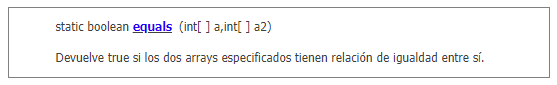 static boolean equals (int[ ] a,int[ ] a2)
Devuelve true si los dos arrays especificados tienen relación de igualdad entre sí.